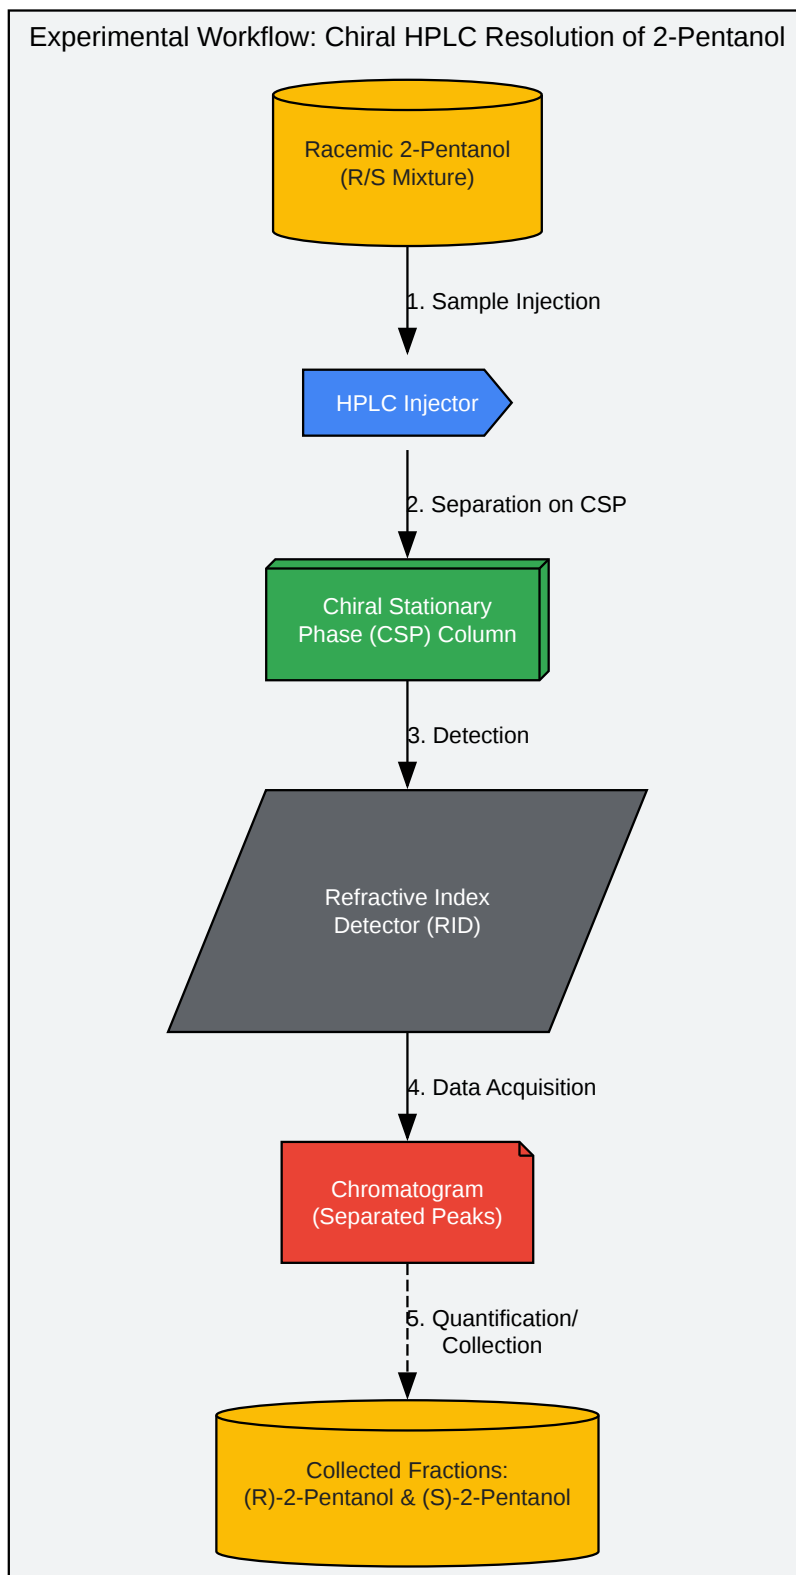 Experimental Workflow: Chiral HPLC Resolution of 2-Pentanol
Racemic 2-Pentanol
(R/S Mixture)
1. Sample Injection
HPLC Injector
2. Separation on CSP
Chiral Stationary
Phase (CSP) Column
3. Detection
Refractive Index
Detector (RID)
4. Data Acquisition
Chromatogram
(Separated Peaks)
5. Quantification/
Collection
Collected Fractions:
(R)-2-Pentanol & (S)-2-Pentanol